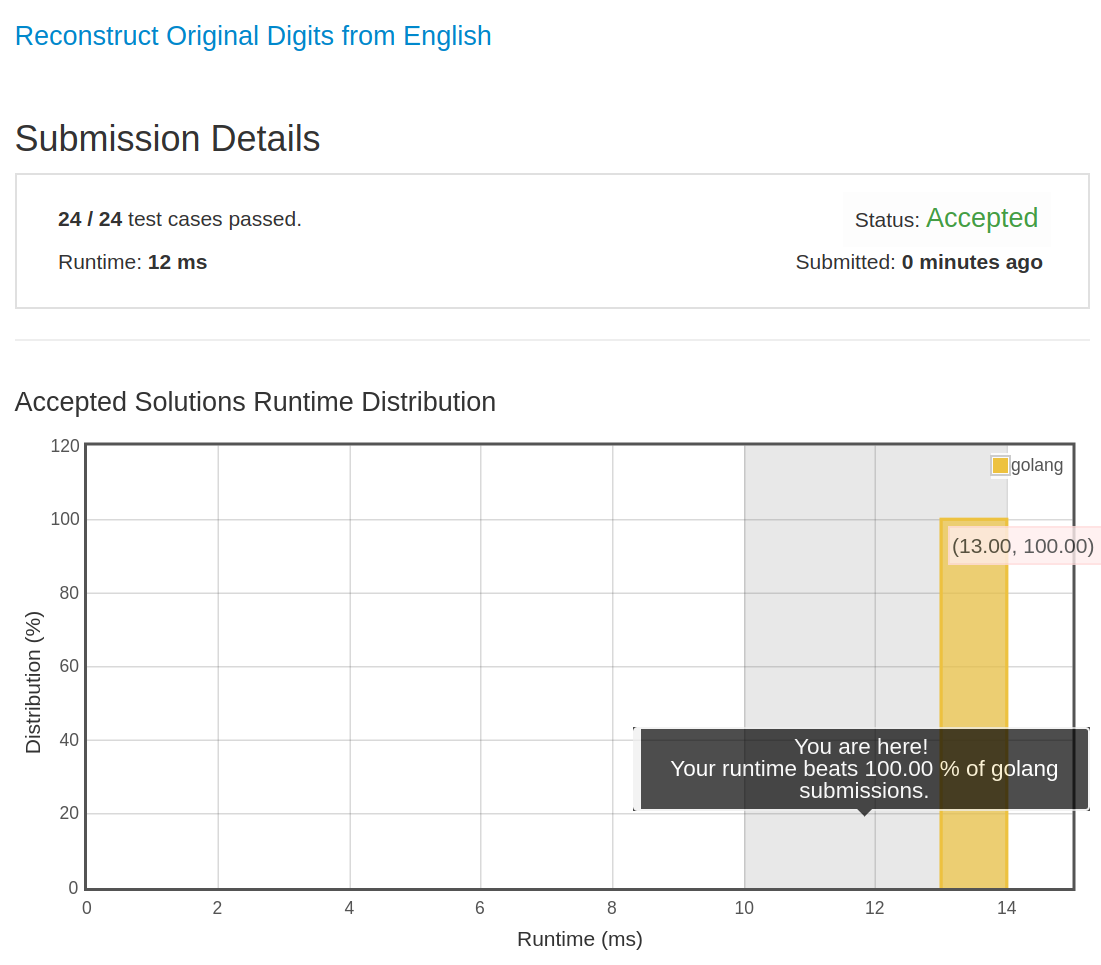 Reconstruct Original Digits from English
Submission Details
24 / 24 test cases passed.
Status: Accepted
Runtime: 12 ms
Submitted: 0 minutes ago
Accepted Solutions Runtime Distribution
120
100
80
60
40
20
0
Distribution (%)
golang
(13.00, 100.00)
You are here!
Your runtime beats 100.00 % of golang
submissions.
0
2
4
6
8
10
12
14
Runtime (ms)